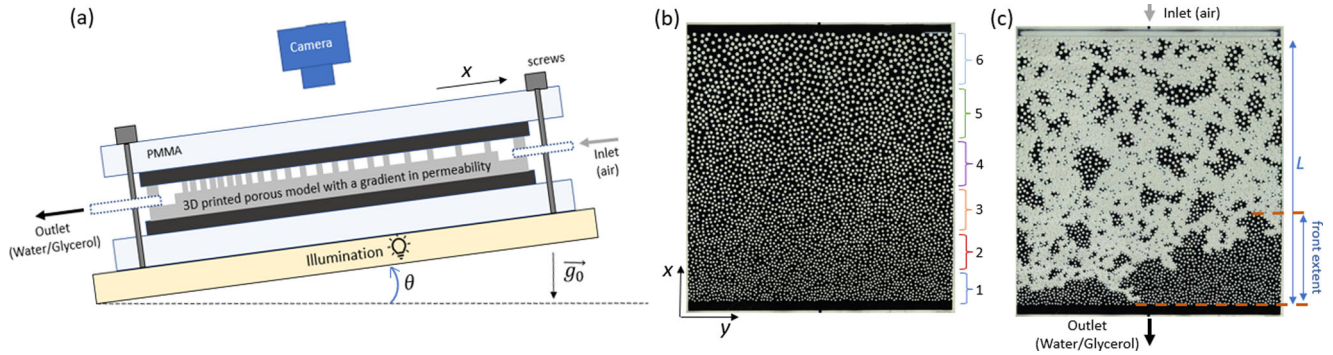 (a)
Camera
x
screws
PMMA
Inlet
(air)
3D printed porous model with a gradient in permeability
Outlet
(Water/Glycerol)
Illumination
θ
g₀
(b)
6
5
4
3
2
1
x
y
(c)
Inlet (air)
L
front extent
Outlet
(Water/Glycerol)